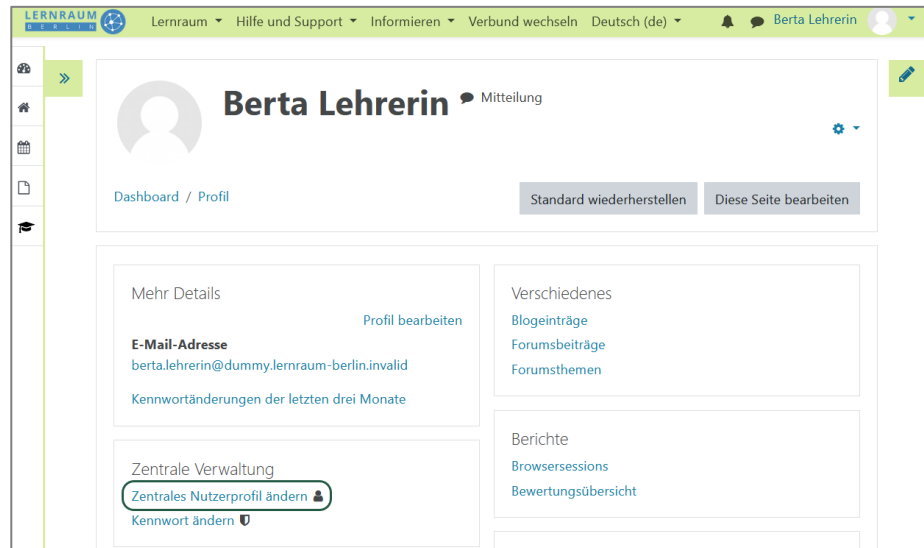 LERNRAUM
BERLIN
Lernraum Hilfe und Support Informieren Verbund wechseln Deutsch (de) Berta Lehrerin
Berta Lehrerin Mitteilung
Dashboard / Profil
Standard wiederherstellen Diese Seite bearbeiten
Mehr Details
Profil bearbeiten
E-Mail-Adresse
berta.lehrerin@dummy.lernraum-berlin.invalid
Kennwortänderungen der letzten drei Monate
Zentrale Verwaltung
Zentrales Nutzerprofil ändern
Kennwort ändern
Verschiedenes
Blogeinträge
Forumsbeiträge
Forumsthemen
Berichte
Browsersessions
Bewertungsübersicht